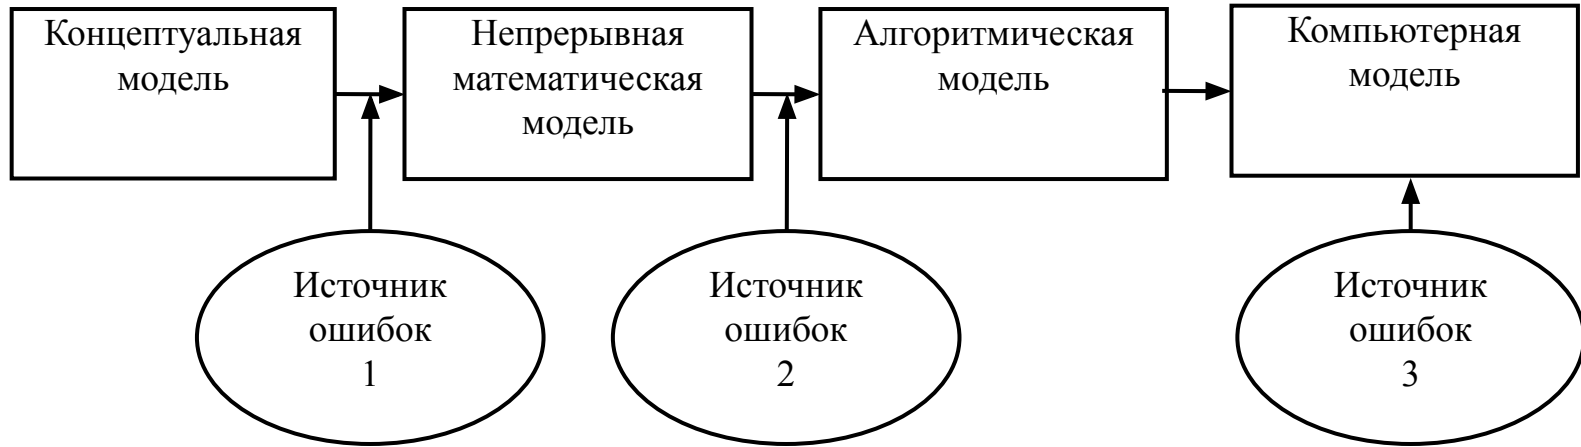 Концептуальная
модель
Непрерывная
математическая
модель
Алгоритмическая
модель
Компьютерная
модель
Источник
ошибок
1
Источник
ошибок
2
Источник
ошибок
3